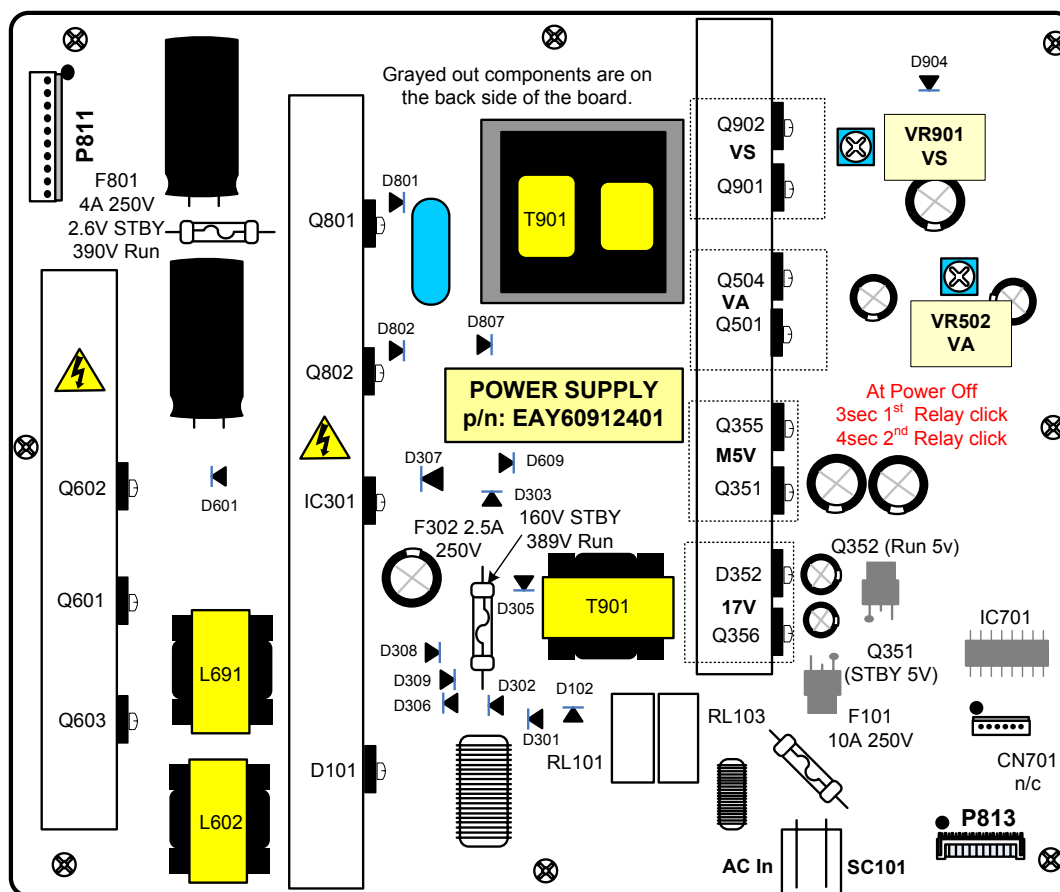 Grayed out components are on
the back side of the board.
P811
F801
4A 250V
2.6V STBY
390V Run
D801
Q801
T901
Q902
VS
Q901
D904
VR901
VS
Q504
VA
Q501
VR502
VA
D802
D807
Q802
POWER SUPPLY
p/n: EAY60912401
At Power Off
3sec 1st Relay click
4sec 2nd Relay click
Q355
M5V
Q351
Q602
D601
IC301
D307
D609
D303
160V STBY
389V Run
F302 2.5A
250V
Q352 (Run 5v)
D352
17V
Q356
Q601
D305
T901
IC701
Q351
(STBY 5V)
D308
D309
D306
D302
D102
D301
L691
Q603
RL101
RL103
F101
10A 250V
CN701
n/c
D101
L602
P813
AC In
SC101